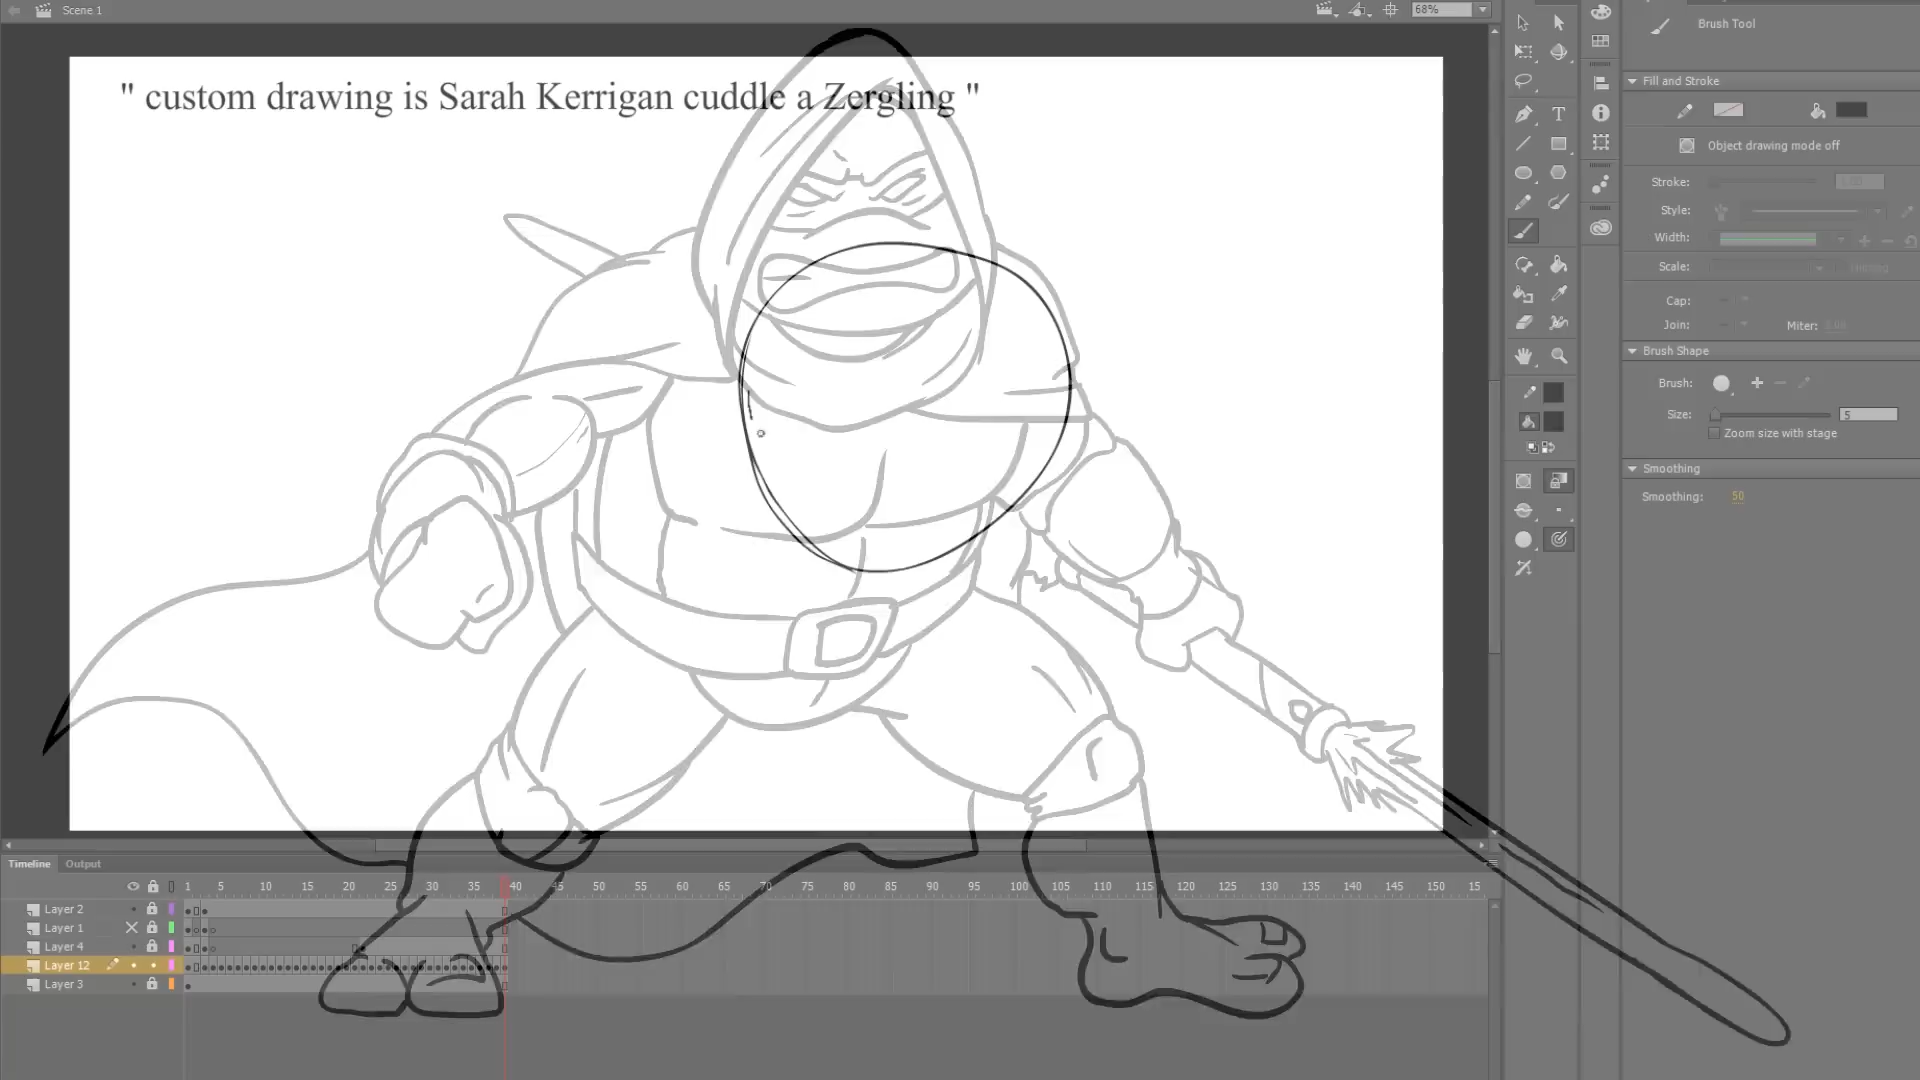 Scene 1
68%
Brush Tool
" custom drawing is Sarah Kerrigan cuddle a Zergling "
Fill and Stroke
Object drawing mode off
Stroke:
Style:
Width:
Scale:
Cap:
Join:
Miter:
Brush Shape
Brush:
Size:
5
Zoom size with stage
Smoothing
Smoothing: 50
Timeline
Output
1 5 10 15 20 25 30 35 40 45 50 55 60 65 70 75 80 85 90 95 100 105 110 115 120 125 130 135 140 145 150 15
Layer 2
Layer 1
Layer 4
Layer 12
Layer 3